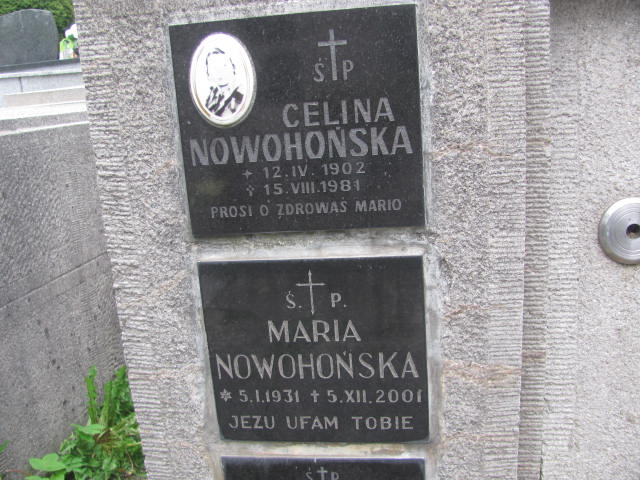 Ś P
CELINA
NOWOHOŃSKA
+ 12.IV.1902
+ 15.VIII.1981
PROSI O ZDROWAŚ MARIO
Ś. P.
MARIA
NOWOHOŃSKA
* 5.I.1931 + 5.XII.2001
JEZU UFAM TOBIE
Ś P